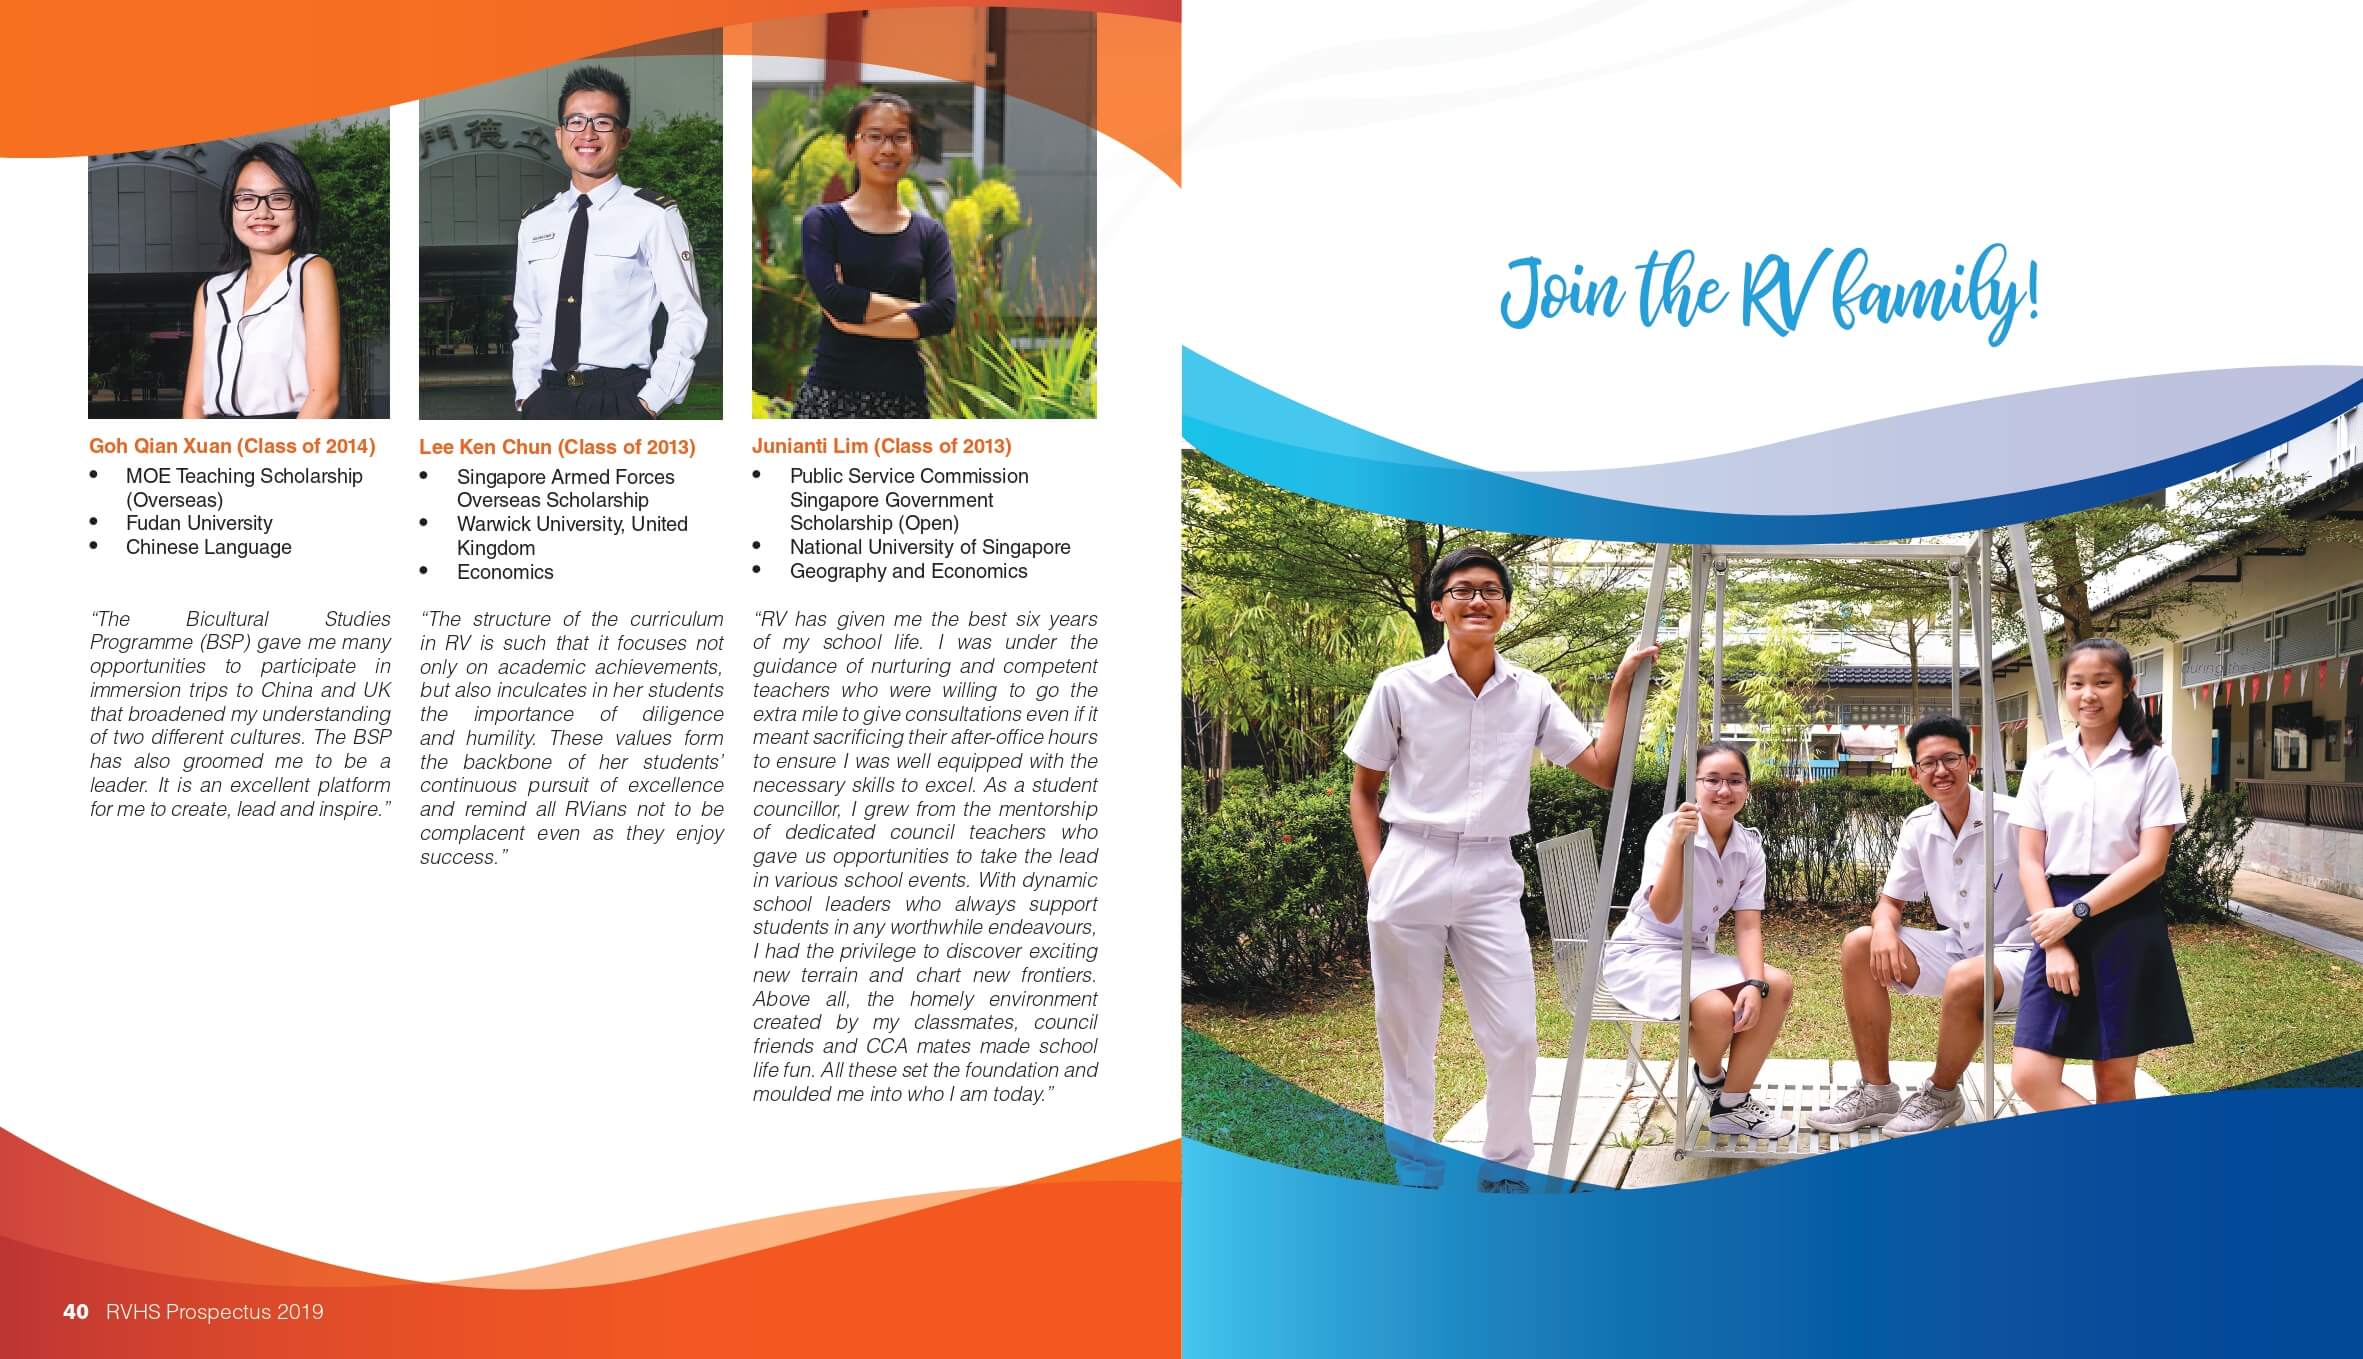 立德門
Goh Qian Xuan (Class of 2014)
• MOE Teaching Scholarship
(Overseas)
• Fudan University
• Chinese Language
“The Bicultural Studies
Programme (BSP) gave me many
opportunities to participate in
immersion trips to China and UK
that broadened my understanding
of two different cultures. The BSP
has also groomed me to be a
leader. It is an excellent platform
for me to create, lead and inspire.”
Lee Ken Chun (Class of 2013)
• Singapore Armed Forces
Overseas Scholarship
• Warwick University, United
Kingdom
• Economics
“The structure of the curriculum
in RV is such that it focuses not
only on academic achievements,
but also inculcates in her students
the importance of diligence
and humility. These values form
the backbone of her students’
continuous pursuit of excellence
and remind all RVians not to be
complacent even as they enjoy
success.”
Junianti Lim (Class of 2013)
• Public Service Commission
Singapore Government
Scholarship (Open)
• National University of Singapore
• Geography and Economics
“RV has given me the best six years
of my school life. I was under the
guidance of nurturing and competent
teachers who were willing to go the
extra mile to give consultations even if it
meant sacrificing their after-office hours
to ensure I was well equipped with the
necessary skills to excel. As a student
councillor, I grew from the mentorship
of dedicated council teachers who
gave us opportunities to take the lead
in various school events. With dynamic
school leaders who always support
students in any worthwhile endeavours,
I had the privilege to discover exciting
new terrain and chart new frontiers.
Above all, the homely environment
created by my classmates, council
friends and CCA mates made school
life fun. All these set the foundation and
moulded me into who I am today.”
40 RVHS Prospectus 2019
Join the RV family!
during the